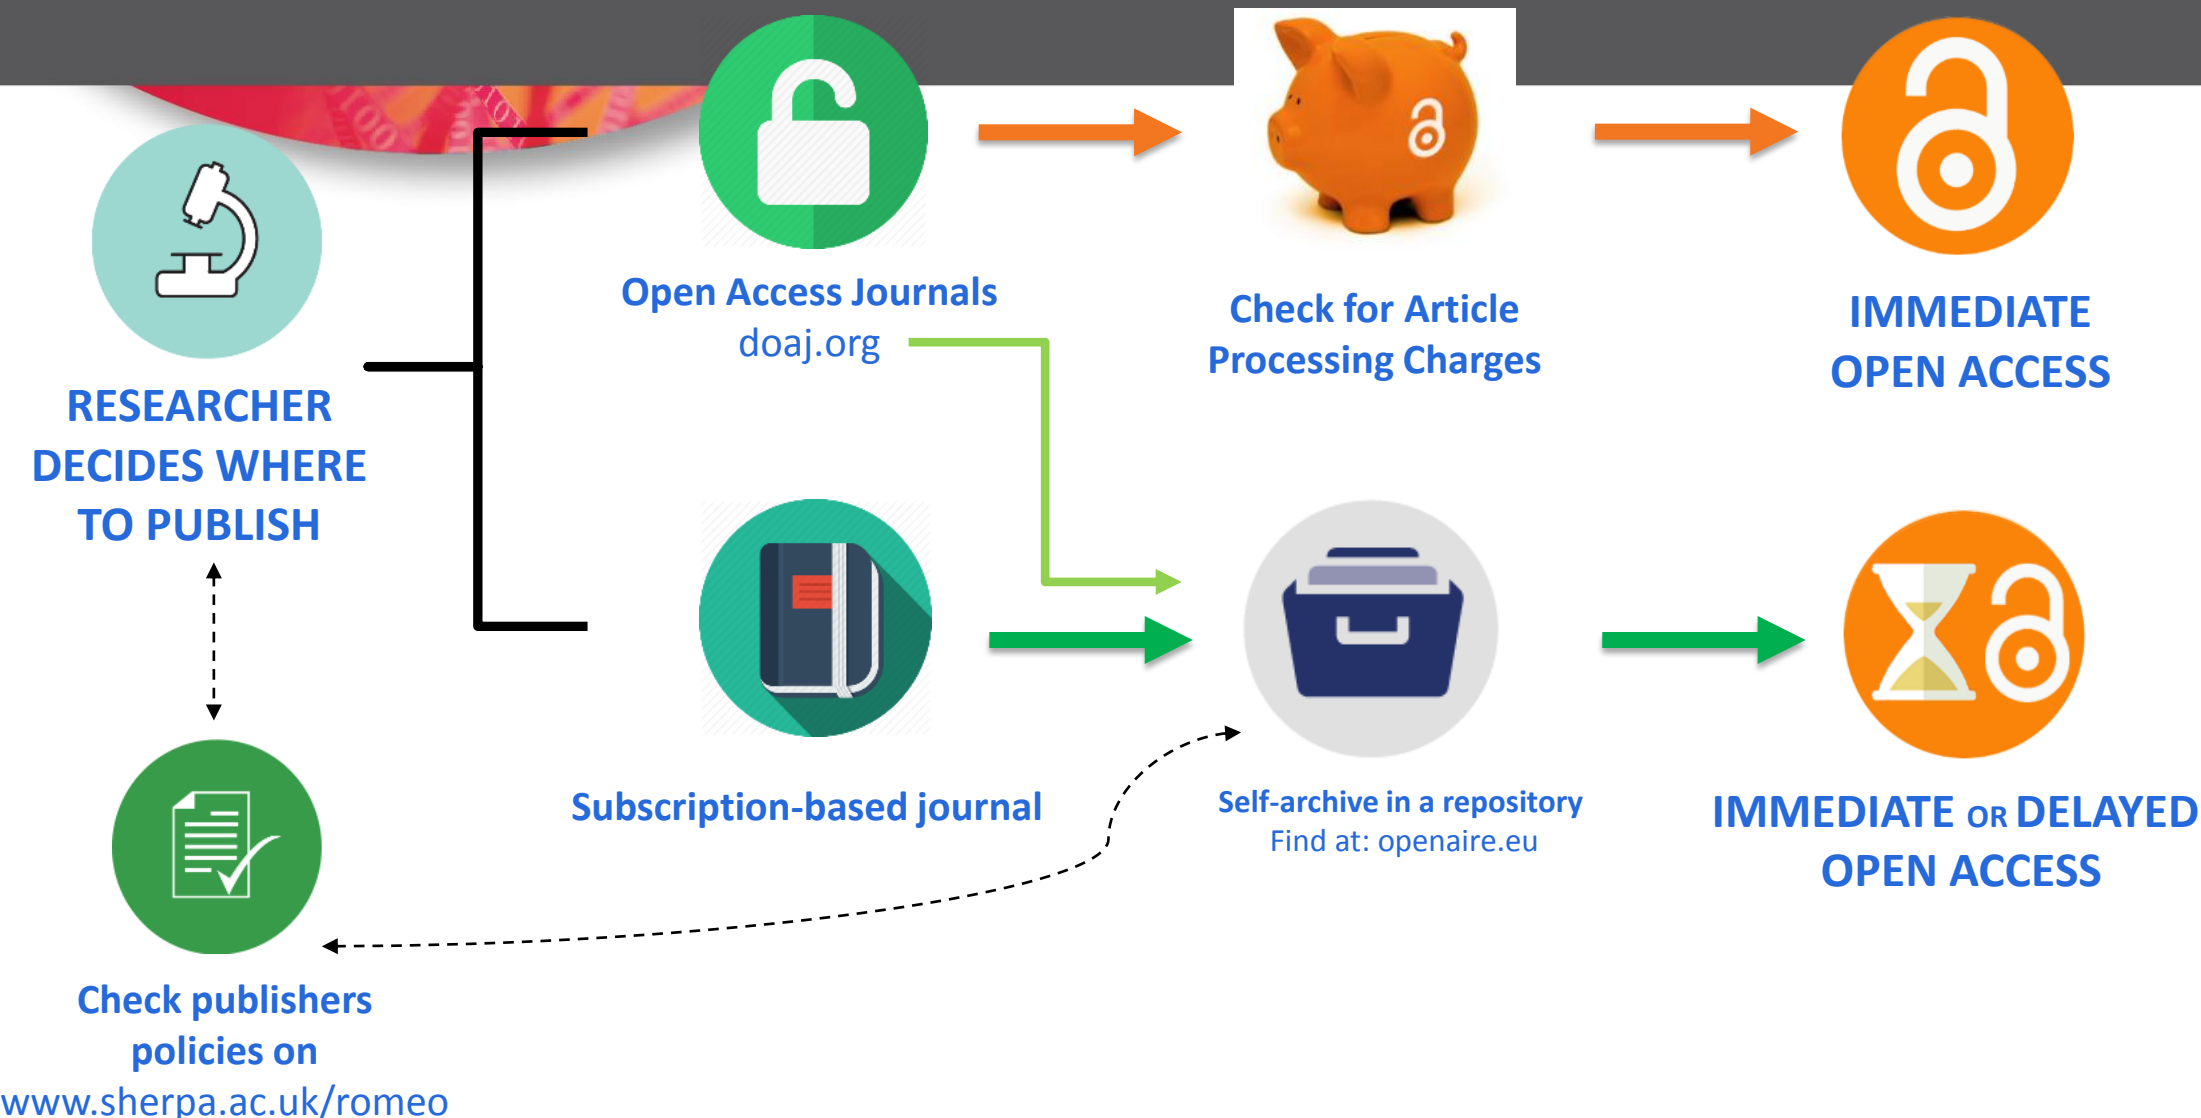 RESEARCHER
DECIDES WHERE
TO PUBLISH
Open Access Journals
doaj.org
Check for Article
Processing Charges
IMMEDIATE
OPEN ACCESS
Subscription-based journal
Self-archive in a repository
Find at: openaire.eu
IMMEDIATE OR DELAYED
OPEN ACCESS
Check publishers
policies on
www.sherpa.ac.uk/romeo